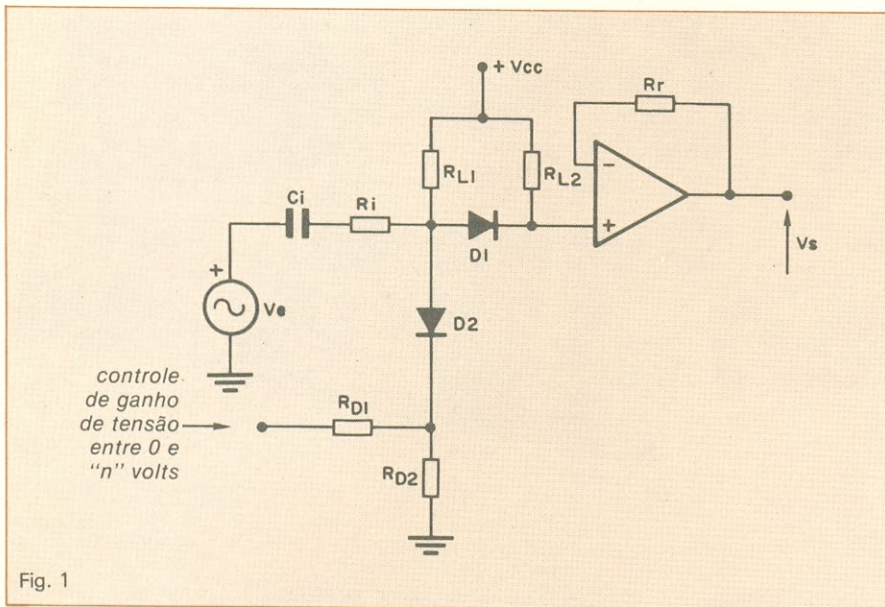 + Vcc
Rr
RL1
RL2
Ci
Ri
D1
+
Ve
D2
-
+
Vs
controle
de ganho
de tensão
entre 0 e
"n" volts
RD1
RD2
Fig. 1